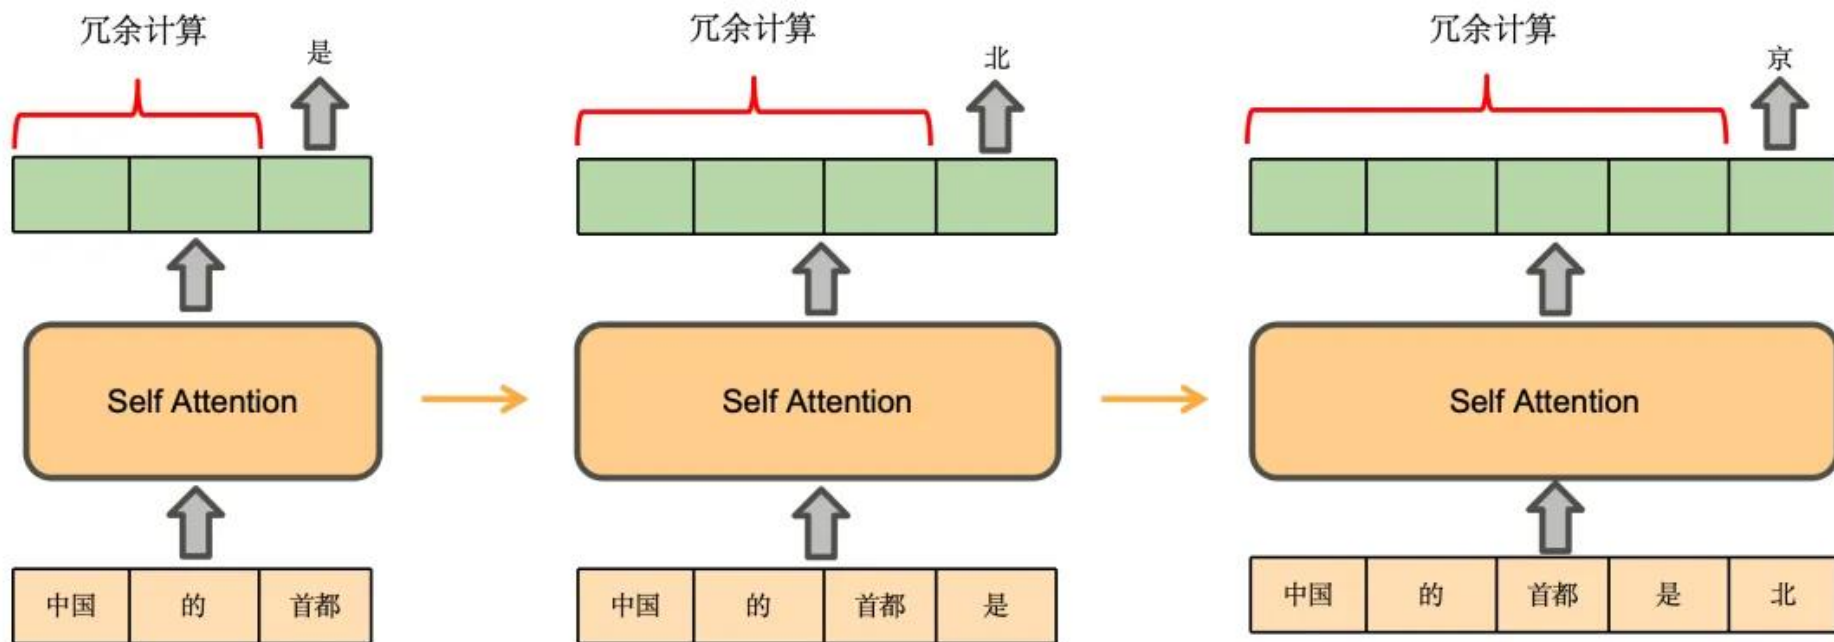 冗余计算
是
冗余计算
北
冗余计算
京
Self Attention
Self Attention
Self Attention
中国 的 首都
中国 的 首都 是
中国 的 首都 是 北